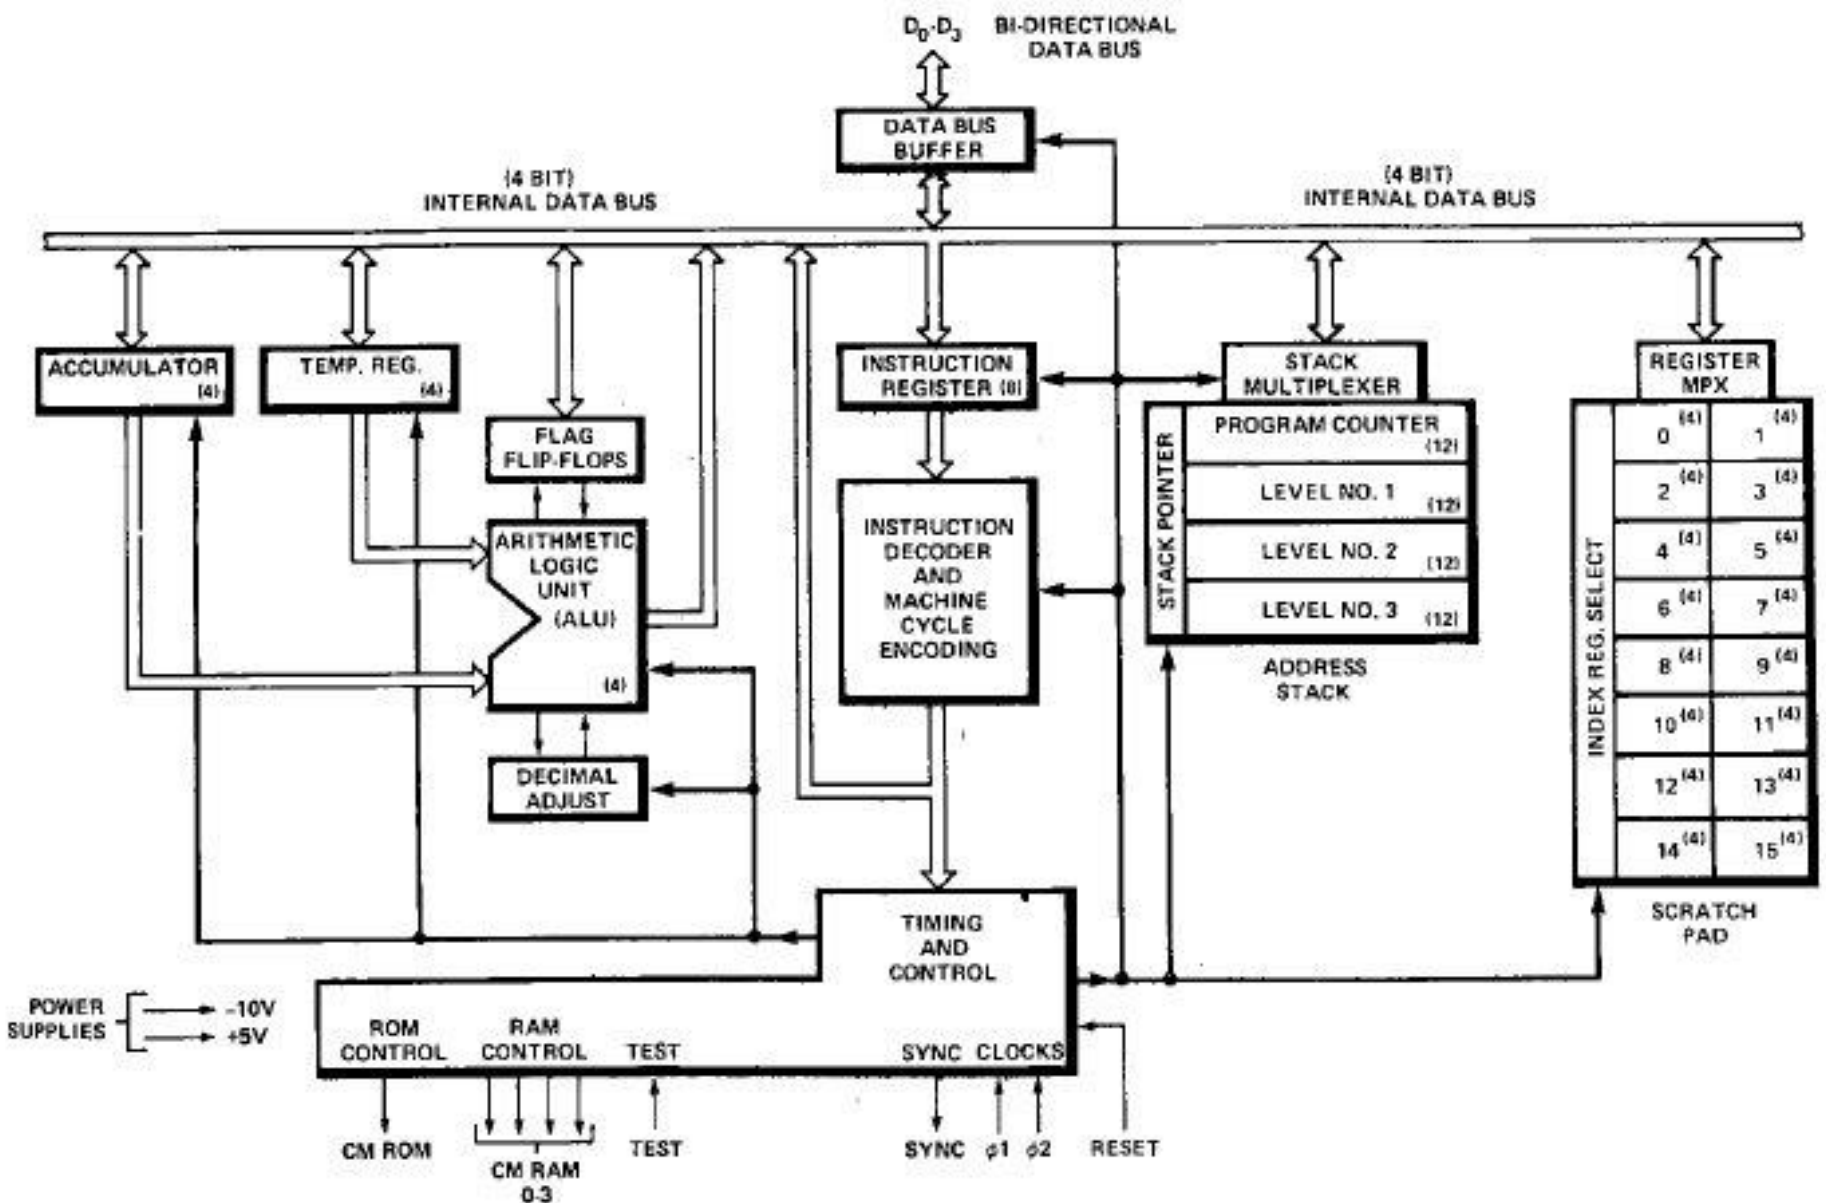 D0-D3
BI-DIRECTIONAL
DATA BUS
DATA BUS
BUFFER
(4 BIT)
INTERNAL DATA BUS
(4 BIT)
INTERNAL DATA BUS
ACCUMULATOR
(4)
TEMP. REG.
(4)
FLAG
FLIP-FLOPS
INSTRUCTION
REGISTER (8)
STACK
MULTIPLEXER
REGISTER
MPX
ARITHMETIC
LOGIC
UNIT
(ALU)
(4)
DECIMAL
ADJUST
INSTRUCTION
DECODER
AND
MACHINE
CYCLE
ENCODING
STACK POINTER
PROGRAM COUNTER
(12)
LEVEL NO. 1
(12)
LEVEL NO. 2
(12)
LEVEL NO. 3
(12)
ADDRESS
STACK
INDEX REG. SELECT
0 (4) 1 (4)
2 (4) 3 (4)
4 (4) 5 (4)
6 (4) 7 (4)
8 (4) 9 (4)
10 (4) 11 (4)
12 (4) 13 (4)
14 (4) 15 (4)
SCRATCH
PAD
TIMING
AND
CONTROL
POWER
SUPPLIES
-10V
+5V
ROM
CONTROL
RAM
CONTROL
TEST
SYNC
CLOCKS
CM ROM
CM RAM
0-3
TEST
SYNC
φ1
φ2
RESET